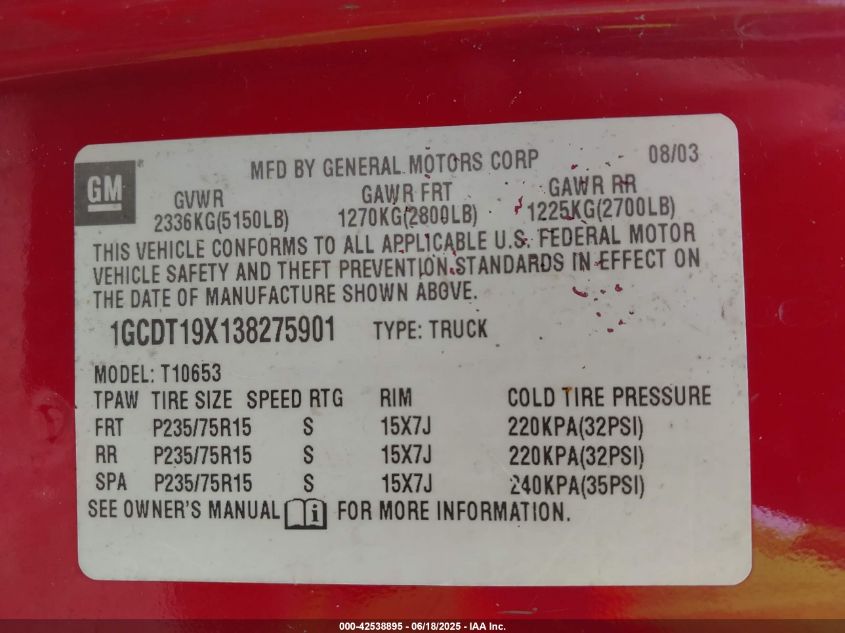 GM®
MFD BY GENERAL MOTORS CORP 08/03
GVWR GAWR FRT GAWR RR
2336KG(5150LB) 1270KG(2800LB) 1225KG(2700LB)
THIS VEHICLE CONFORMS TO ALL APPLICABLE U.S. FEDERAL MOTOR
VEHICLE SAFETY AND THEFT PREVENTION STANDARDS IN EFFECT ON
THE DATE OF MANUFACTURE SHOWN ABOVE.
1GCDT19X138275901 TYPE: TRUCK
MODEL: T10653
TPAW TIRE SIZE SPEED RTG RIM COLD TIRE PRESSURE
FRT P235/75R15 S 15X7J 220KPA(32PSI)
RR P235/75R15 S 15X7J 220KPA(32PSI)
SPA P235/75R15 S 15X7J 240KPA(35PSI)
SEE OWNER'S MANUAL i FOR MORE INFORMATION.
000-42538895 - 06/18/2025 - IAA Inc.